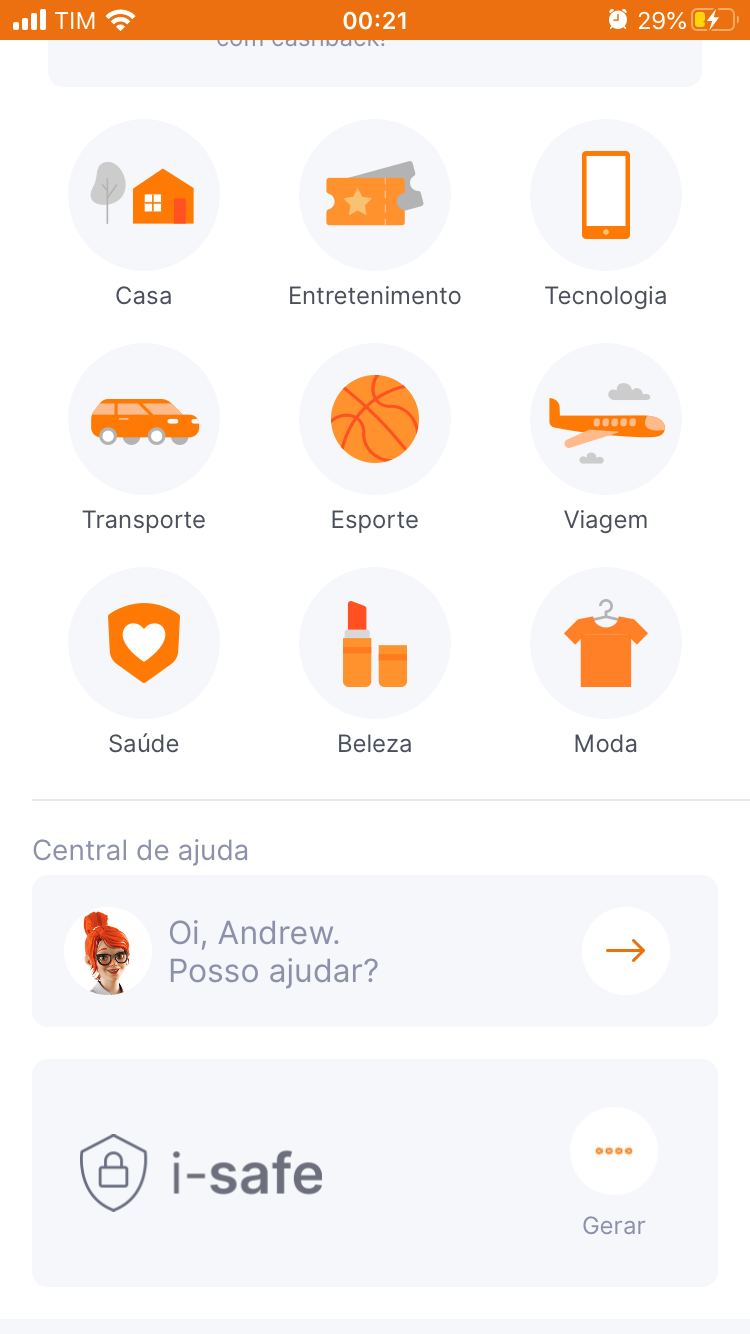 TIM 00:21 29%
com cashback!
Casa Entretenimento Tecnologia
Transporte Esporte Viagem
Saúde Beleza Moda
Central de ajuda
Oi, Andrew.
Posso ajudar?
i-safe
Gerar